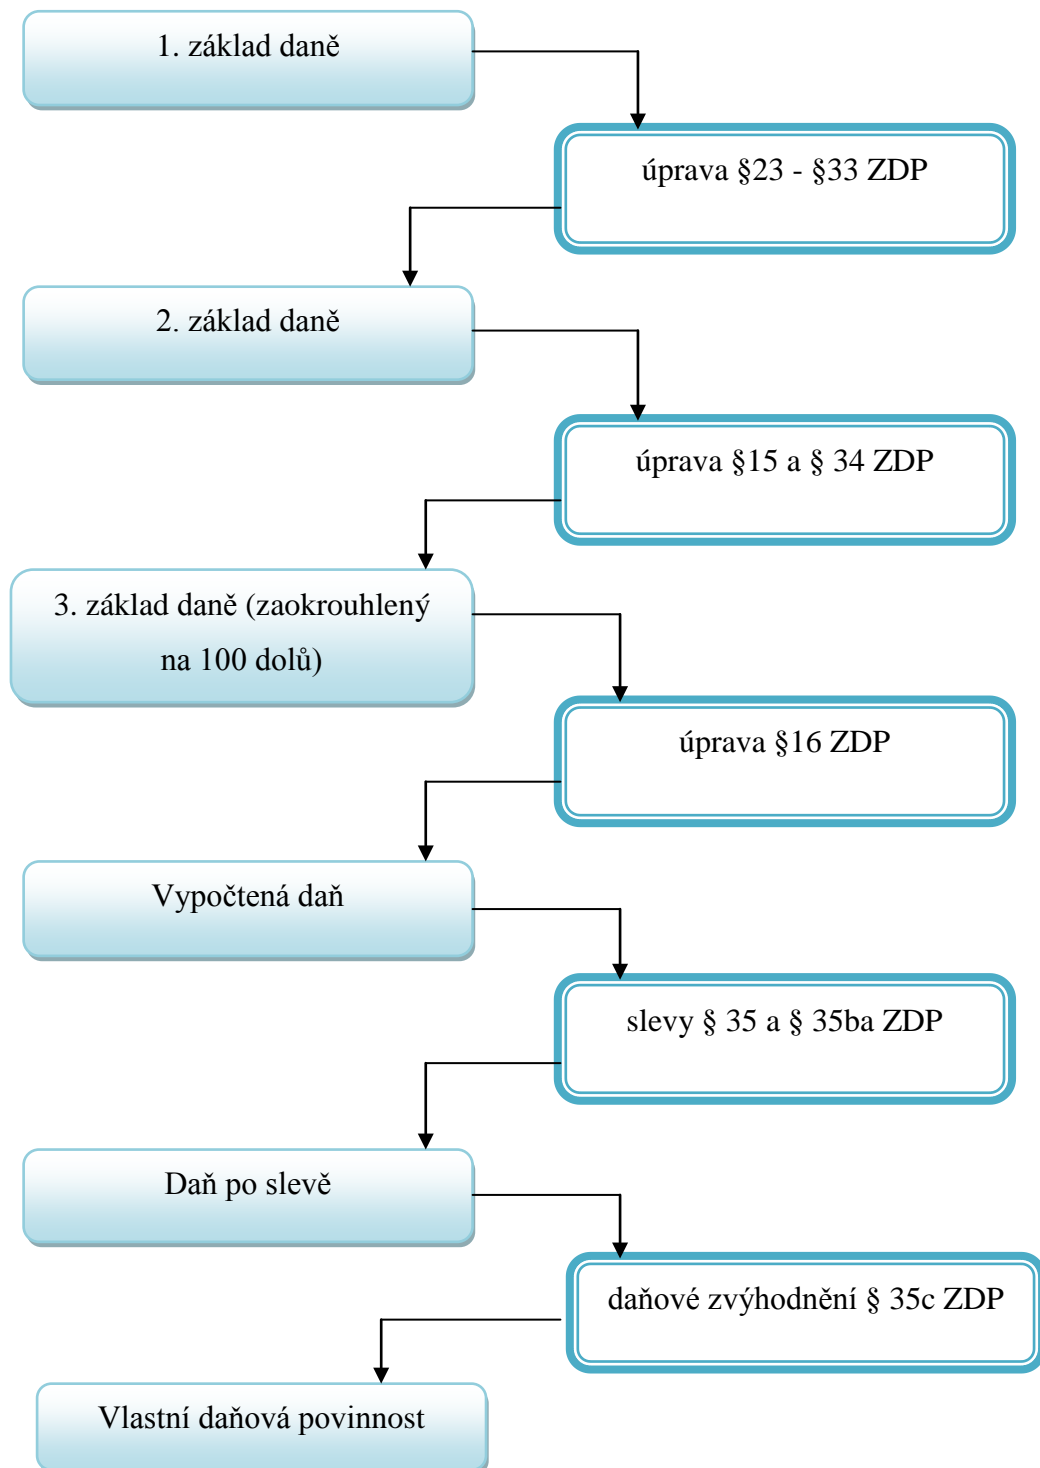 1. základ daně
úprava §23 - §33 ZDP
2. základ daně
úprava §15 a § 34 ZDP
3. základ daně (zaokrouhlený
na 100 dolů)
úprava §16 ZDP
Vypočtená daň
slevy § 35 a § 35ba ZDP
Daň po slevě
daňové zvýhodnění § 35c ZDP
Vlastní daňová povinnost